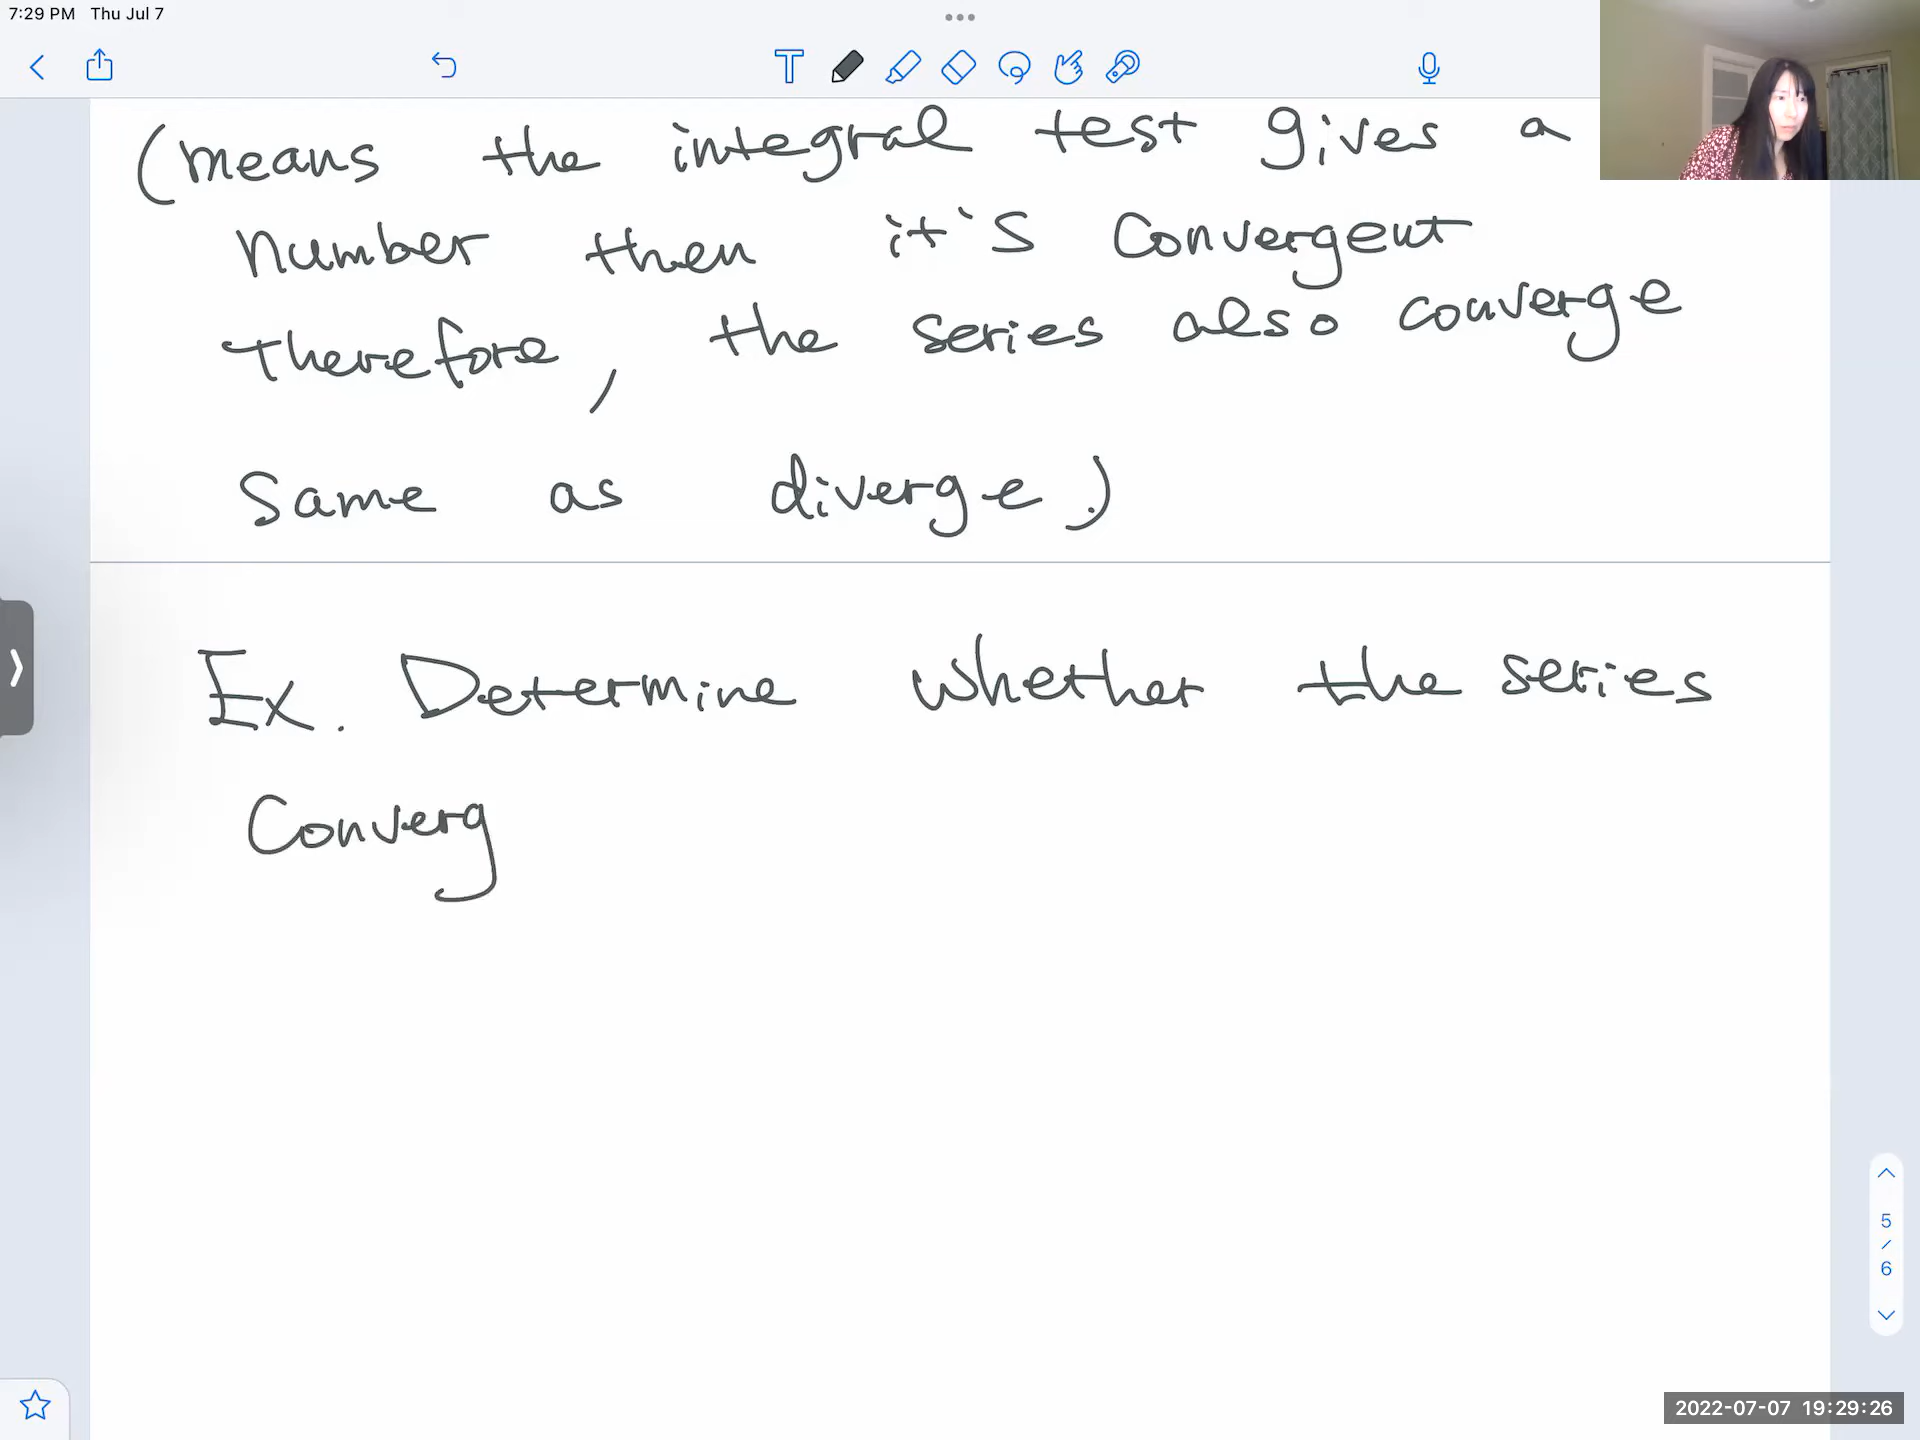 7:29 PM Thu Jul 7
(means the integral test gives a
number then it's convergent
Therefore, the series also converge
Same as diverge.)
Ex. Determine whether the series
Converg
5
/
6
2022-07-07 19:29:26